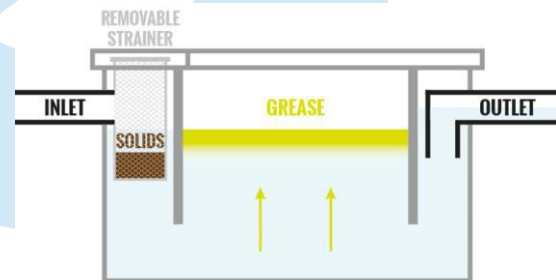 REMOVABLE
STRAINER
INLET
GREASE
OUTLET
SOLIDS